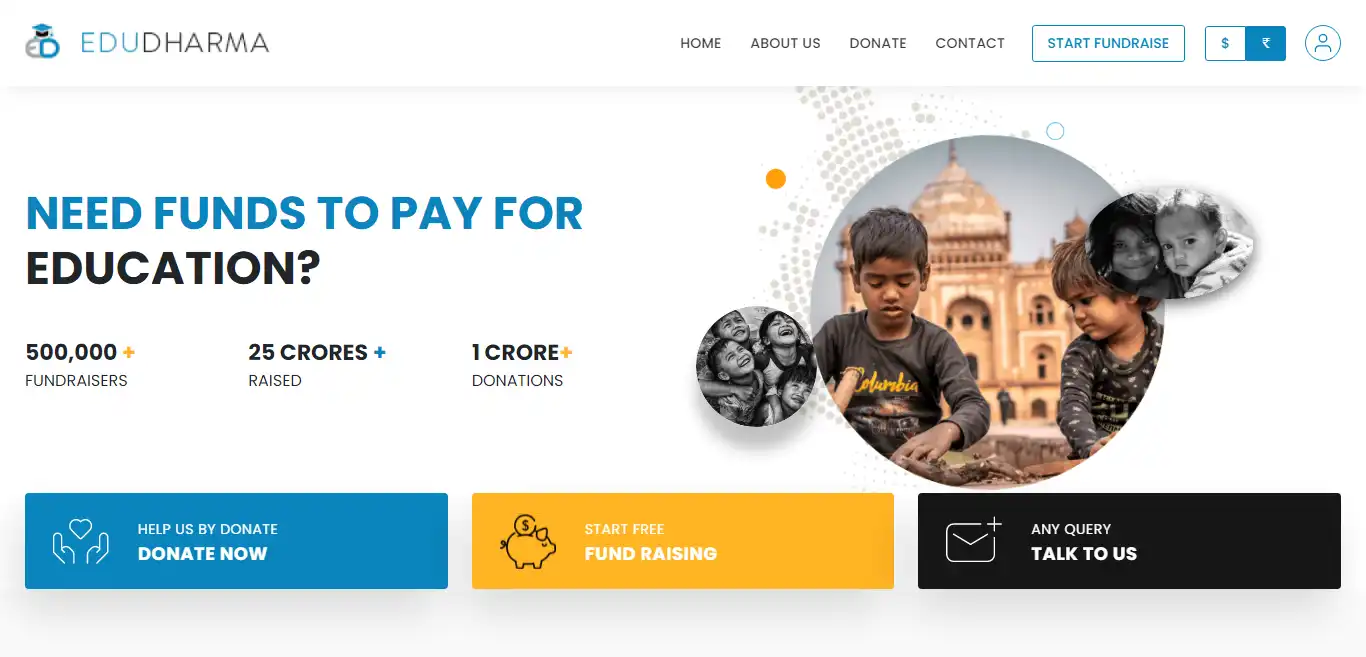 EDUDHARMA
HOME ABOUT US DONATE CONTACT START FUNDRAISE $ ₹
NEED FUNDS TO PAY FOR
EDUCATION?
500,000 + 25 CRORES + 1 CRORE+
FUNDRAISERS RAISED DONATIONS
Columbia
HELP US BY DONATE
DONATE NOW
START FREE
FUND RAISING
ANY QUERY
TALK TO US